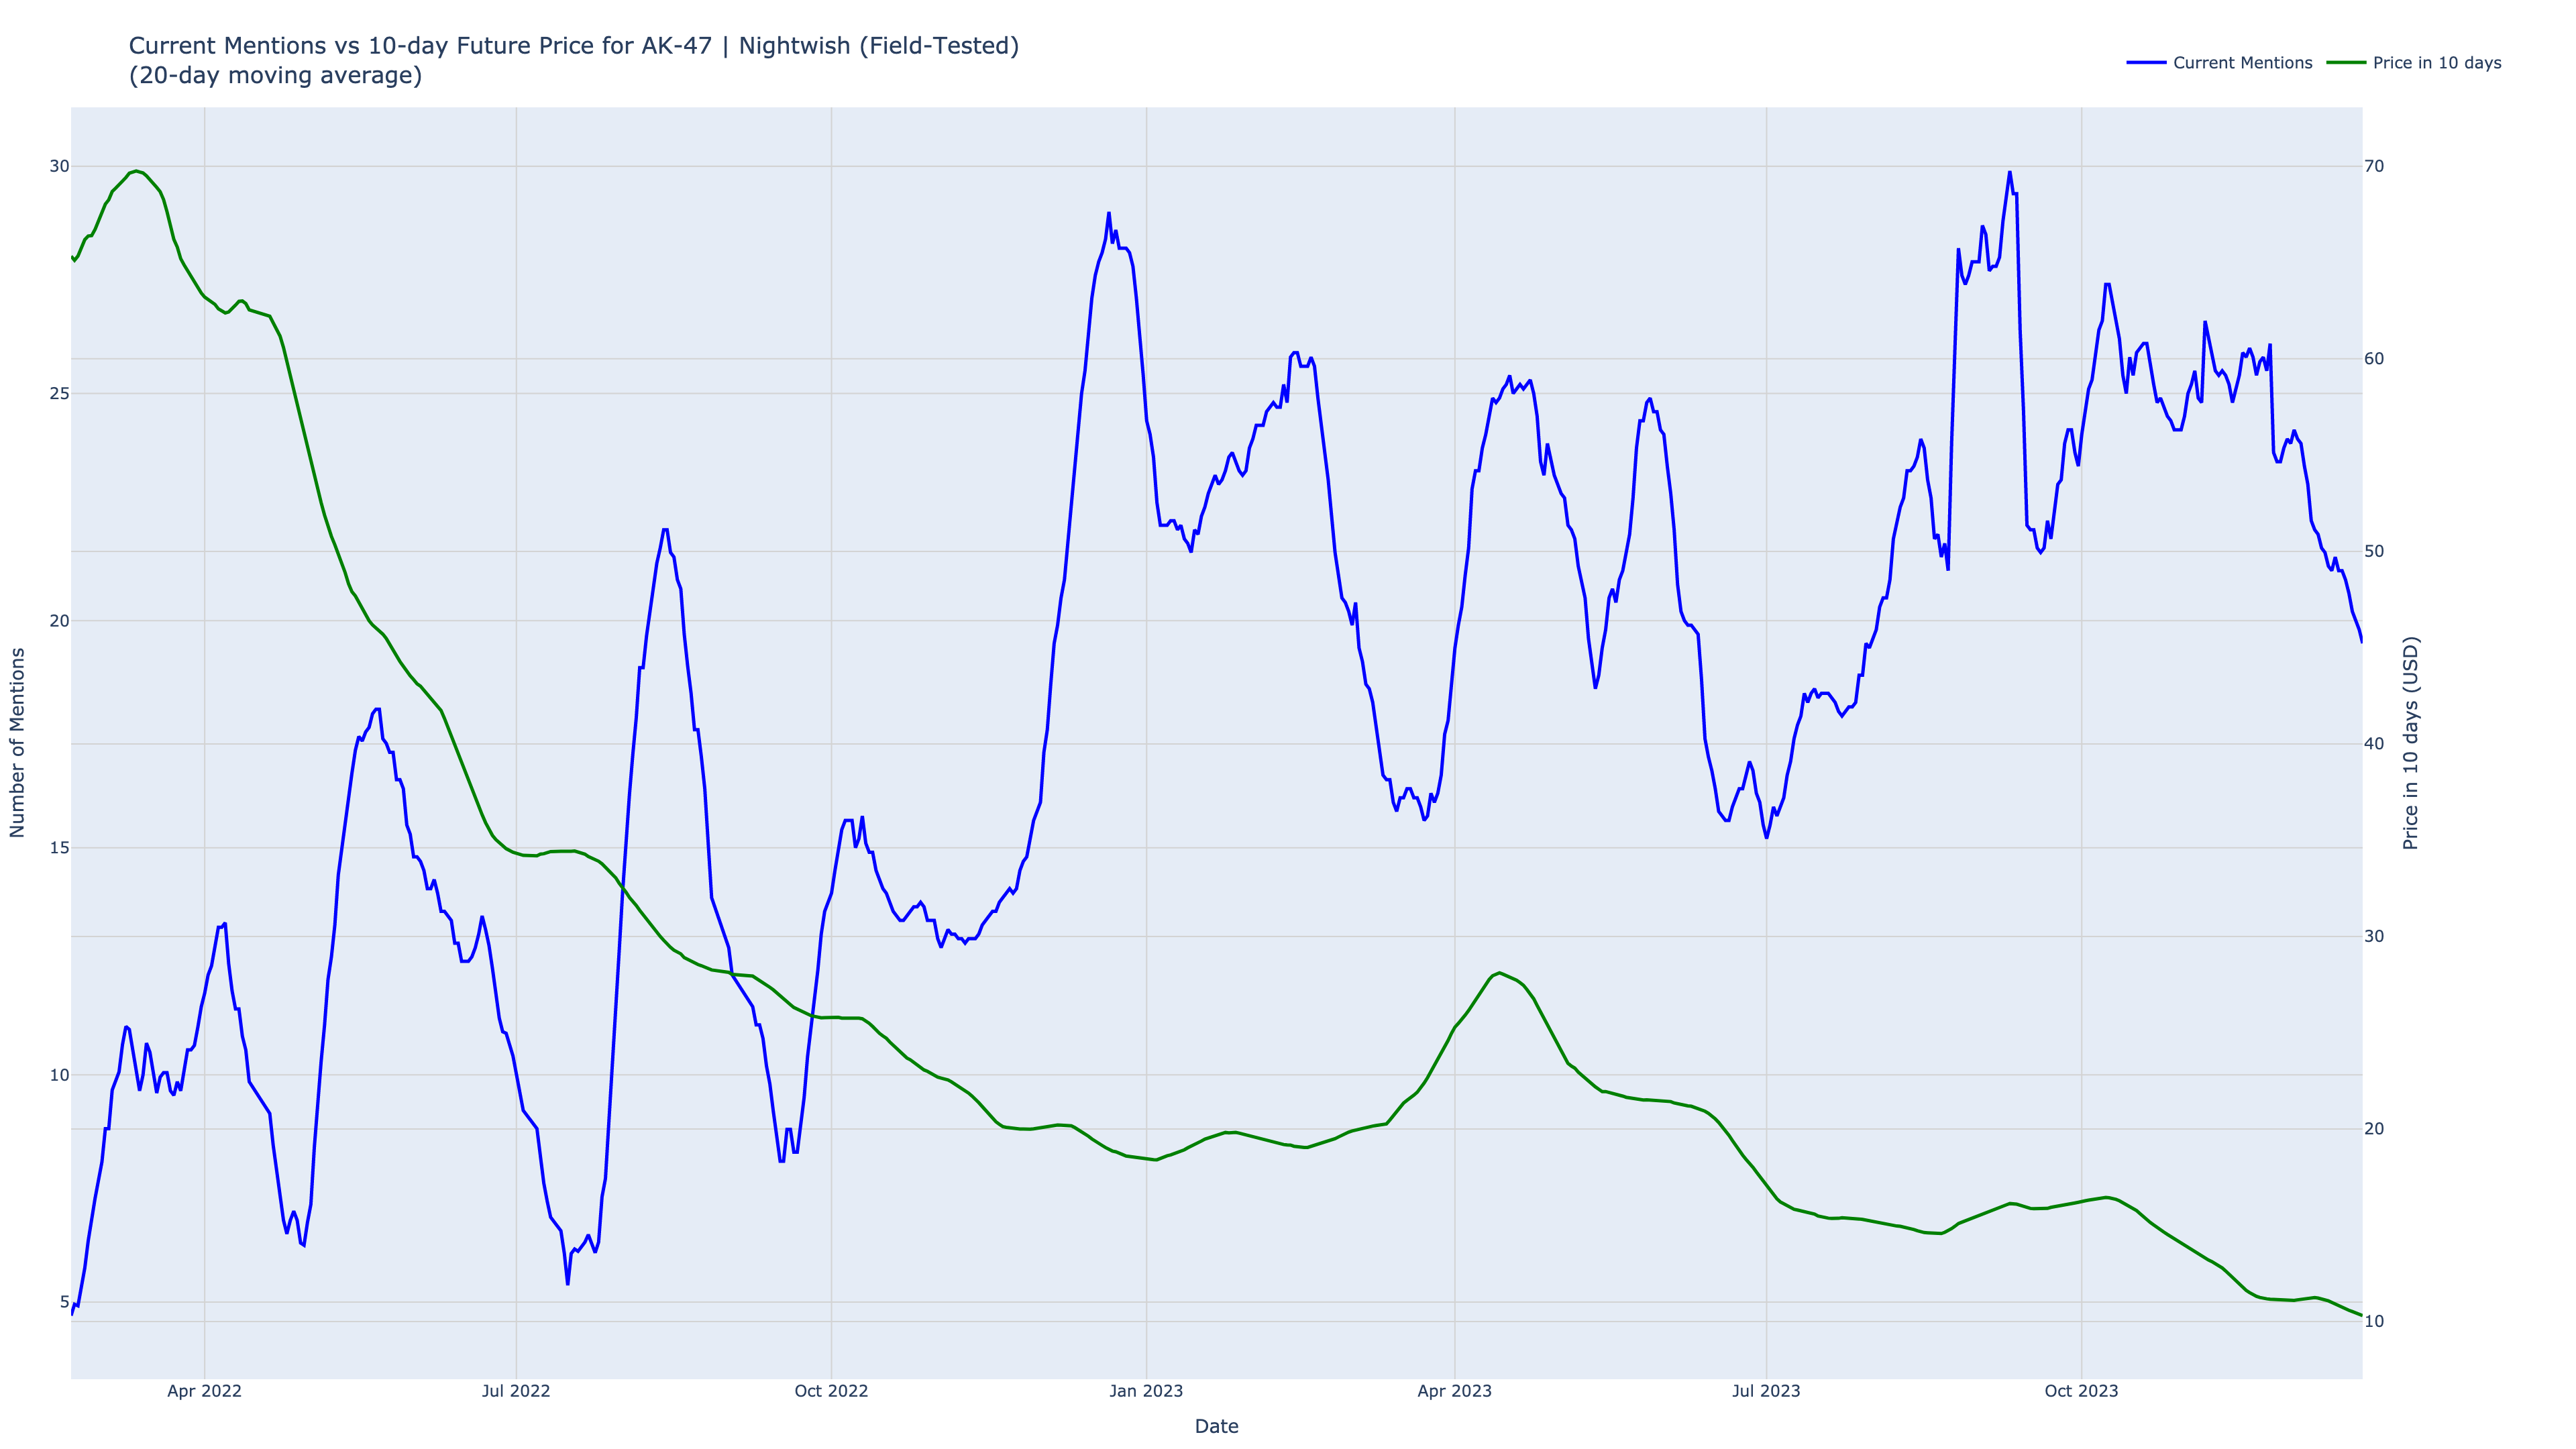 Current Mentions vs 10-day Future Price for AK-47 | Nightwish (Field-Tested)
(20-day moving average)
Current Mentions
Price in 10 days
Number of Mentions
30
25
20
15
10
5
70
60
50
40
30
20
10
Price in 10 days (USD)
Apr 2022
Jul 2022
Oct 2022
Jan 2023
Apr 2023
Jul 2023
Oct 2023
Date